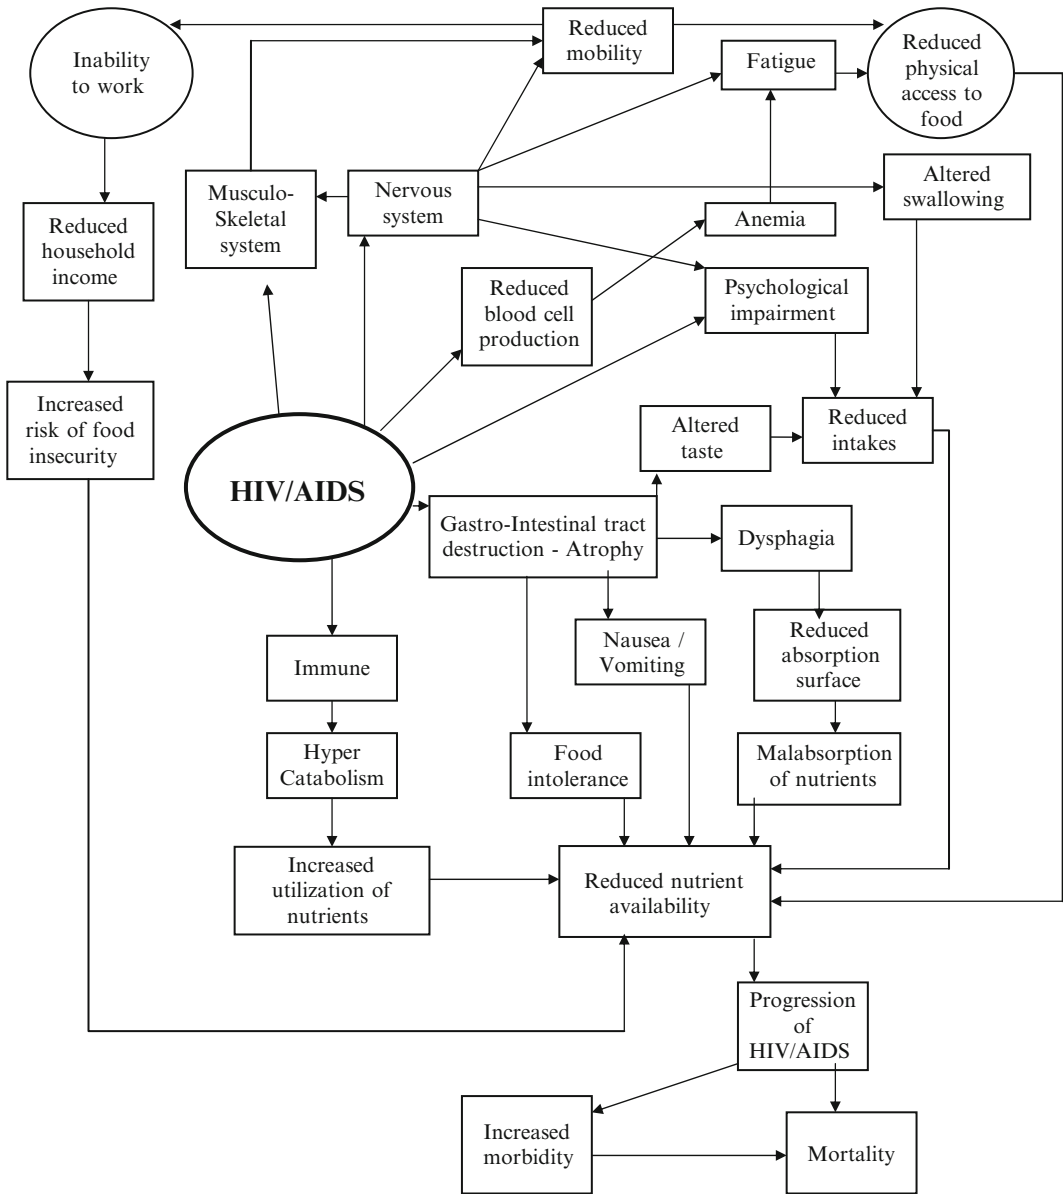 Inability
to work
Reduced
mobility
Fatigue
Reduced
physical
access to
food
Musculo-
Skeletal
system
Nervous
system
Altered
swallowing
Anemia
Reduced
household
income
Reduced
blood cell
production
Psychological
impairment
Increased
risk of food
insecurity
Altered
taste
Reduced
intakes
HIV/AIDS
Gastro-Intestinal tract
destruction - Atrophy
Dysphagia
Immune
Nausea /
Vomiting
Reduced
absorption
surface
Hyper
Catabolism
Food
intolerance
Malabsorption
of nutrients
Increased
utilization of
nutrients
Reduced nutrient
availability
Progression
of
HIV/AIDS
Increased
morbidity
Mortality